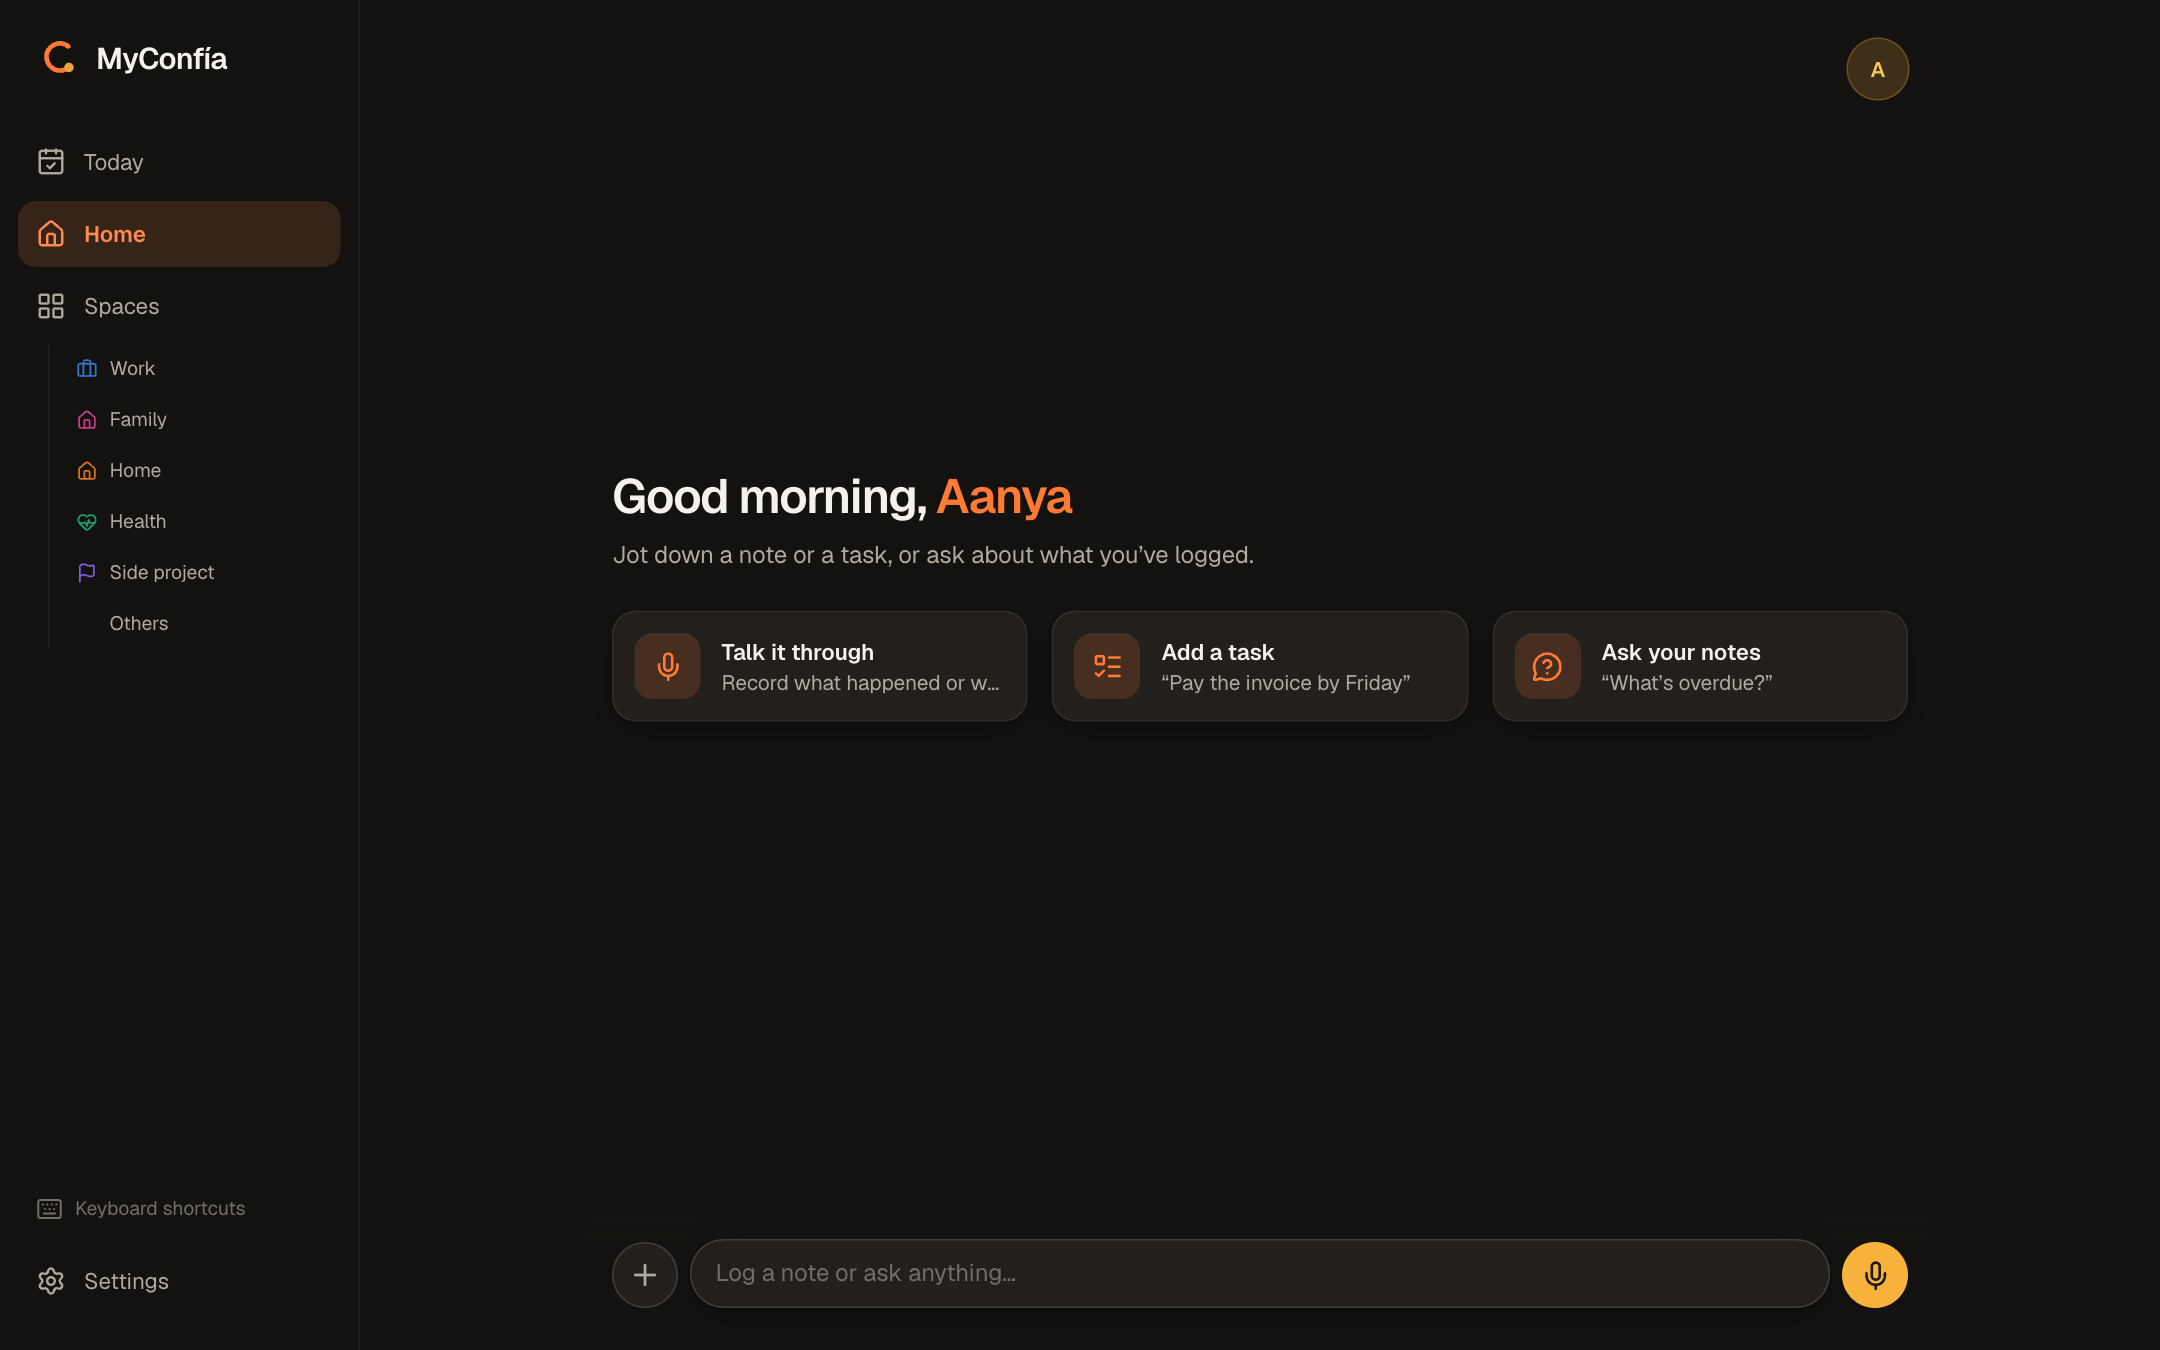 MyConfía
Today
Home
Spaces
Work
Family
Home
Health
Side project
Others
Keyboard shortcuts
Settings
A
Good morning, Aanya
Jot down a note or a task, or ask about what you’ve logged.
Talk it through
Record what happened or w...
Add a task
“Pay the invoice by Friday”
Ask your notes
“What’s overdue?”
Log a note or ask anything...